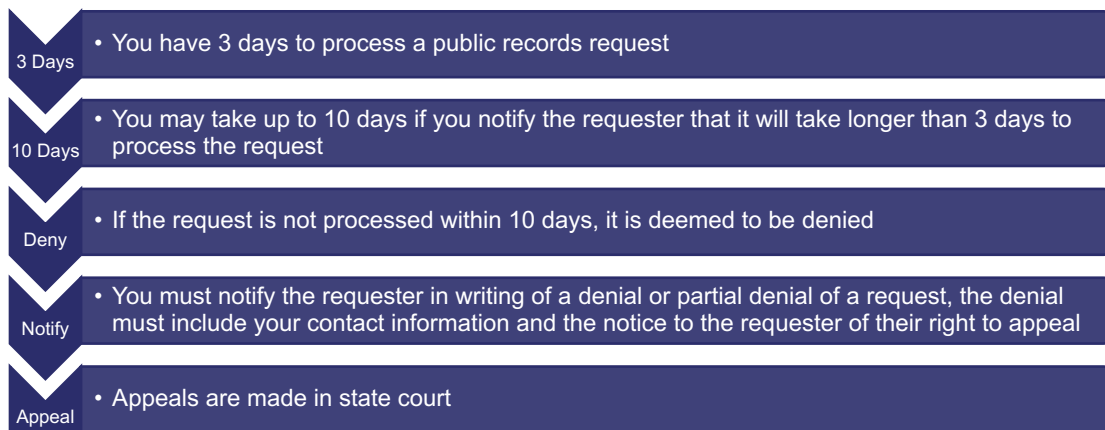 3 Days
• You have 3 days to process a public records request
10 Days
• You may take up to 10 days if you notify the requester that it will take longer than 3 days to
process the request
Deny
• If the request is not processed within 10 days, it is deemed to be denied
Notify
• You must notify the requester in writing of a denial or partial denial of a request, the denial
must include your contact information and the notice to the requester of their right to appeal
Appeal
• Appeals are made in state court